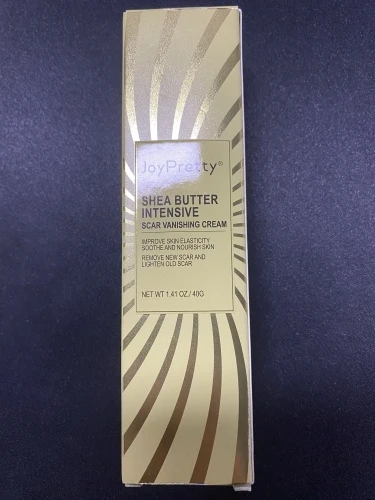 JoyPretty®
SHEA BUTTER
INTENSIVE
SCAR VANISHING CREAM
IMPROVE SKIN ELASTICITY
SOOTHE AND NOURISH SKIN
REMOVE NEW SCAR AND
LIGHTEN OLD SCAR
NET WT 1.41 OZ./ 40G